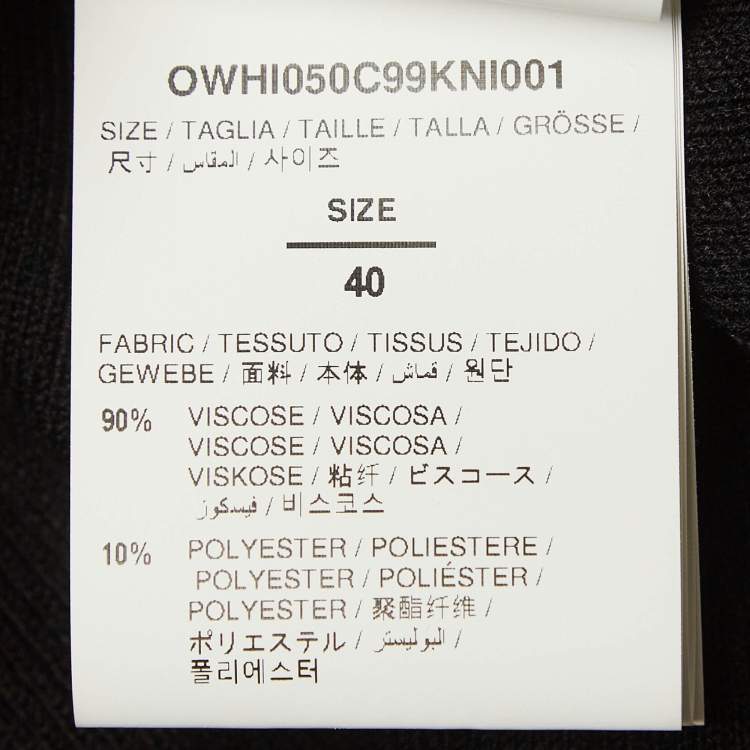 OWHI050C99KNI001
SIZE / TAGLIA / TAILLE / TALLA / GRÖSSE /
尺寸 / المقاس / 사이즈
SIZE
40
FABRIC / TESSUTO / TISSUS / TEJIDO /
GEWEBE / 面料 / 本体 / قماش / 원단
90% VISCOSE / VISCOSA /
VISCOSE / VISCOSA /
VISKOSE / 粘纤 / ビスコース /
فيسكوز / 비스코스
10% POLYESTER / POLIESTERE /
POLYESTER / POLIÉSTER /
POLYESTER / 聚酯纤维 /
ポリエステル / البوليستر /
폴리에스터